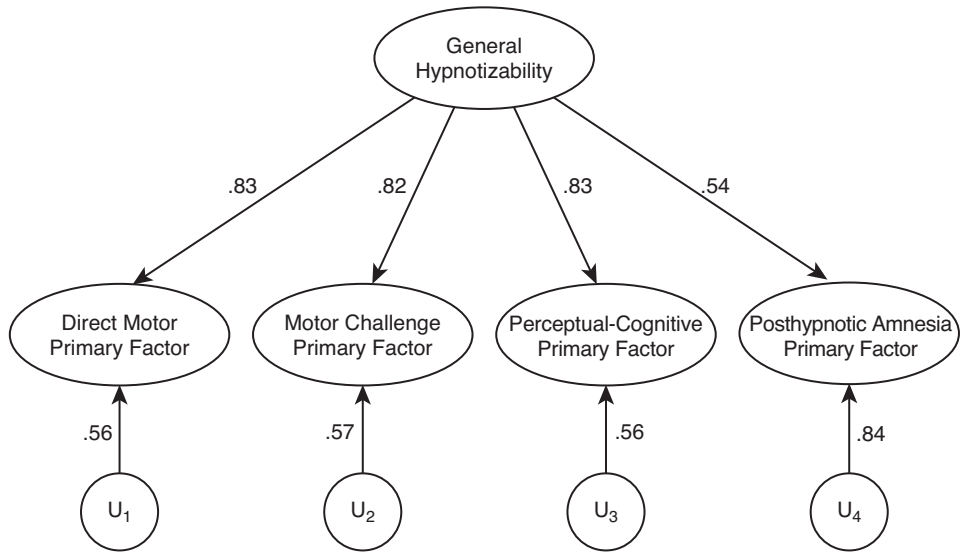 General
Hypnotizability
.83
.82
.83
.54
Direct Motor
Primary Factor
Motor Challenge
Primary Factor
Perceptual-Cognitive
Primary Factor
Posthypnotic Amnesia
Primary Factor
.56
.57
.56
.84
U₁
U₂
U₃
U₄